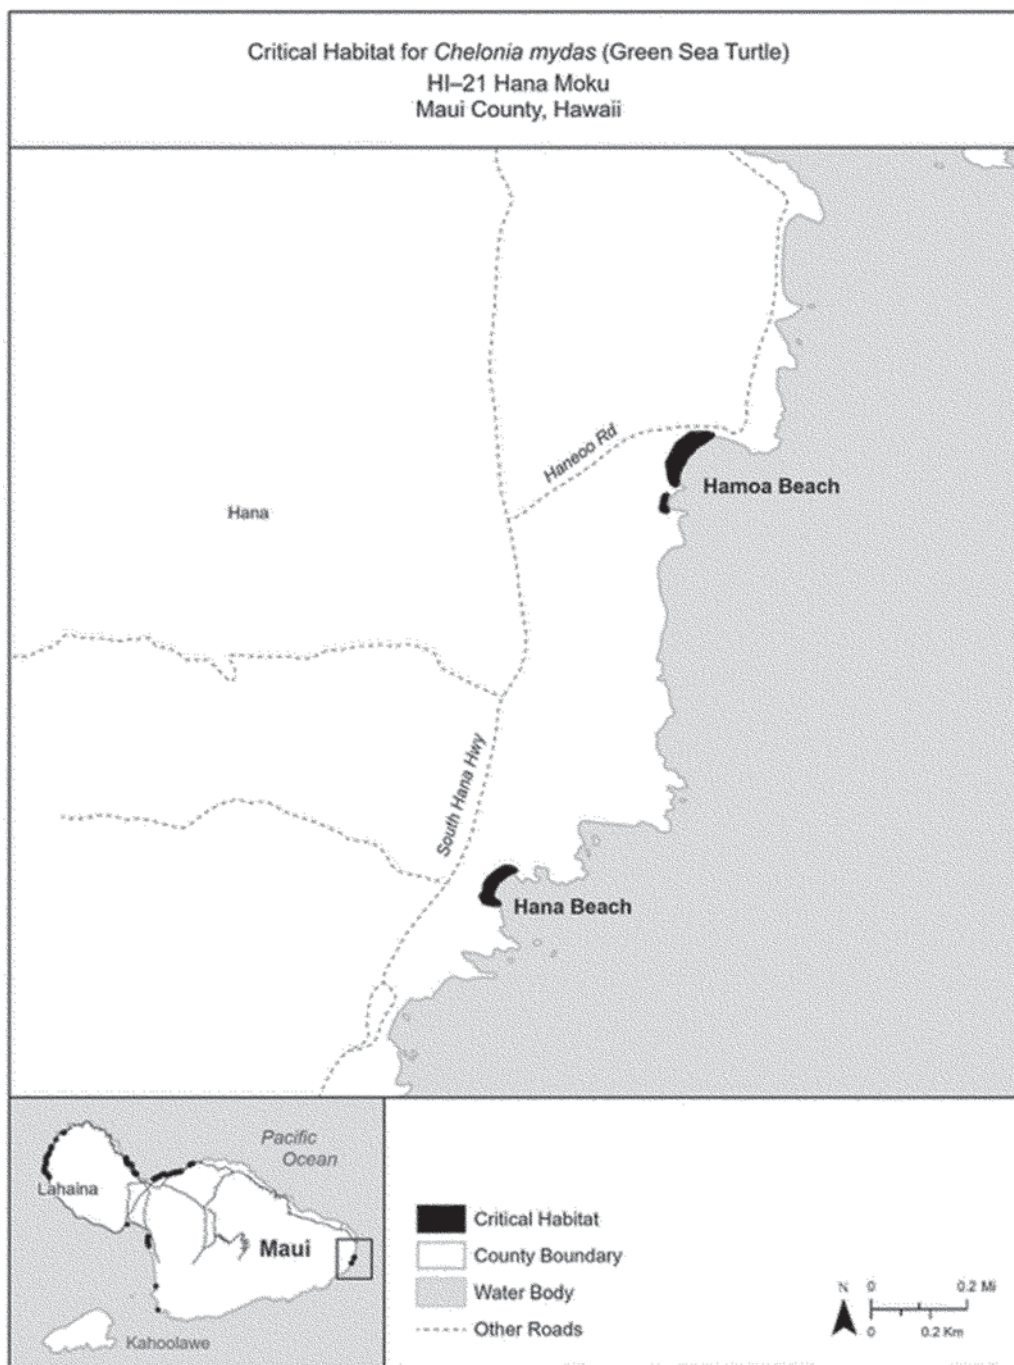 Critical Habitat for Chelonia mydas (Green Sea Turtle)
HI–21 Hana Moku
Maui County, Hawaii
Haneoo Rd
Hamoa Beach
Hana
South Hana Hwy
Hana Beach
Pacific
Ocean
Lahaina
Maui
Kahoolawe
Critical Habitat
County Boundary
Water Body
Other Roads
N
0 0.2 Mi
0 0.2 Km